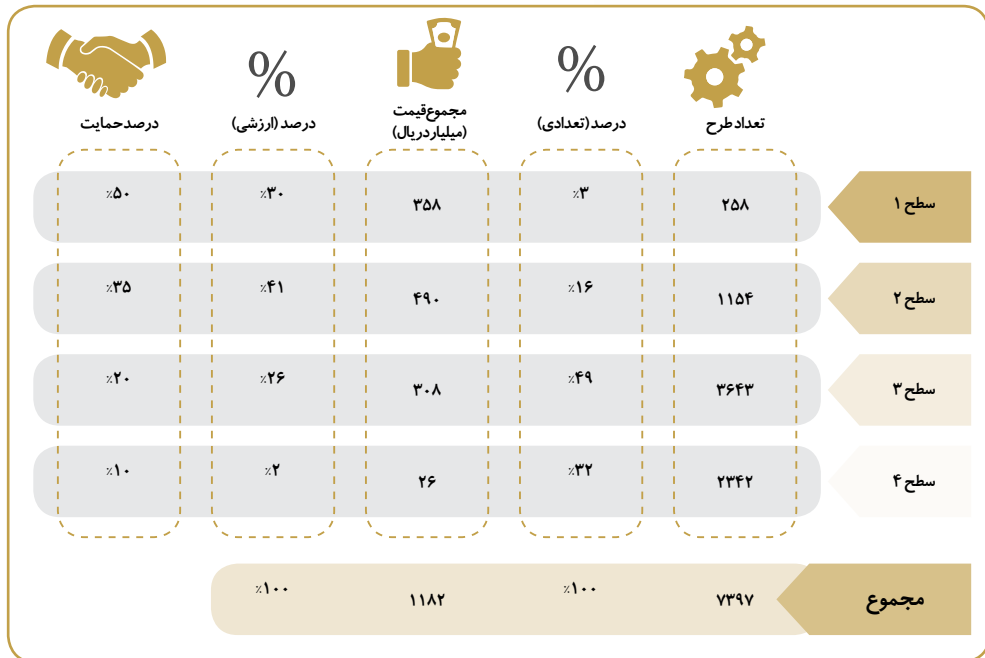 %
%
تعداد طرح
درصد (تعدادی)
مجموع قیمت
(میلیارد ریال)
درصد (ارزشی)
درصد حمایت
سطح ۱
۲۵۸
٪۳
۳۵۸
٪۳۰
٪۵۰
سطح ۲
۱۱۵۴
٪۱۶
۴۹۰
٪۴۱
٪۳۵
سطح ۳
۳۶۴۳
٪۴۹
۳۰۸
٪۲۶
٪۲۰
سطح ۴
۲۳۴۲
٪۳۲
۲۶
٪۲
٪۱۰
مجموع
۷۳۹۷
٪۱۰۰
۱۱۸۲
٪۱۰۰